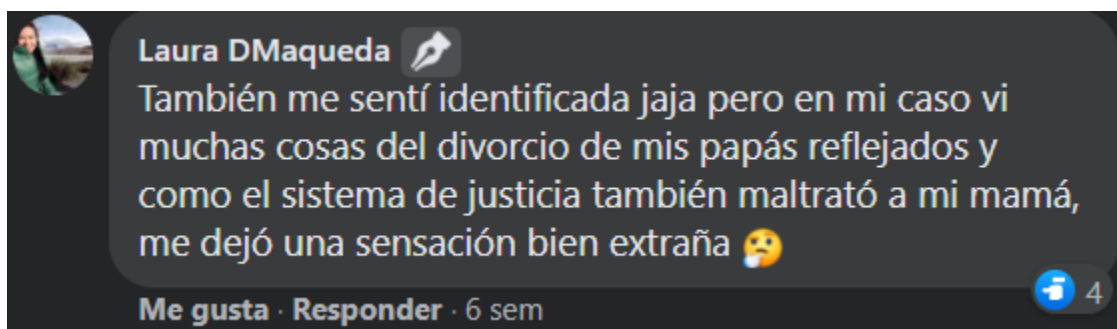 Laura DMaqueda
También me sentí identificada jaja pero en mi caso vi
muchas cosas del divorcio de mis papás reflejados y
como el sistema de justicia también maltrató a mi mamá,
me dejó una sensación bien extraña 🤔
Me gusta · Responder · 6 sem
4